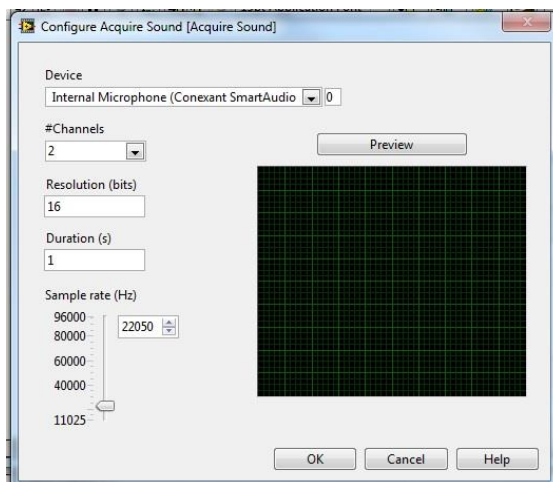 Configure Acquire Sound [Acquire Sound]
Device
Internal Microphone (Conexant SmartAudio 0
#Channels
2
Preview
Resolution (bits)
16
Duration (s)
1
Sample rate (Hz)
96000
22050
80000
60000
40000
11025
OK Cancel Help